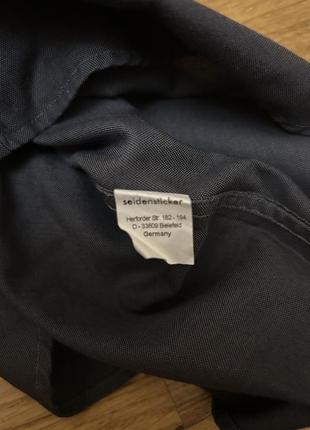 seidensticker
Herforder Str. 182 - 194
D - 33609 Bielefeld
Germany